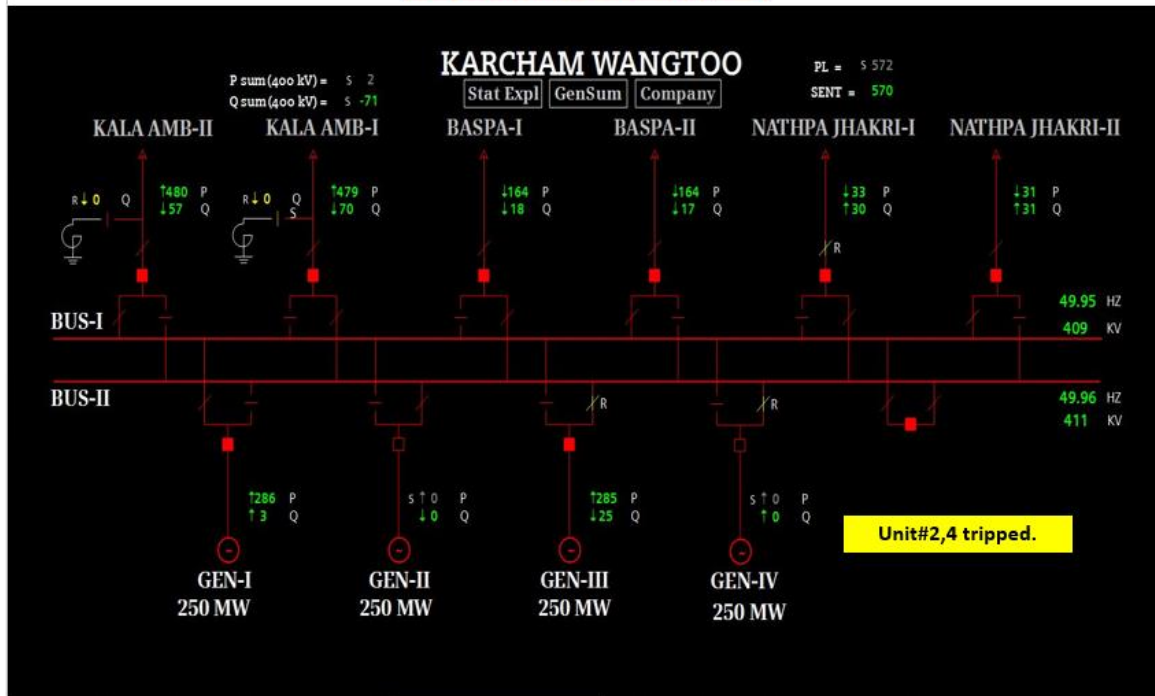 KARCHAM WANGTOO
P sum(400 kV) = S 2
Q sum(400 kV) = S -71
Stat Expl GenSum Company
PL = S 572
SENT = 570
KALA AMB-II KALA AMB-I BASPA-I BASPA-II NATHPA JHAKRI-I NATHPA JHAKRI-II
R↓0 Q ↑480 P R↓0 Q ↑479 P ↓164 P ↓164 P ↓33 P ↓31 P
↓57 Q S ↓70 Q ↓18 Q ↓17 Q ↑30 Q ↑31 Q
R
49.95 HZ
BUS-I
409 KV
BUS-II
49.96 HZ
R R
411 KV
↑286 P S ↑0 P ↑285 P S ↑0 P
↑3 Q ↓0 Q ↓25 Q ↑0 Q
Unit#2,4 tripped.
~ ~ ~ ~
GEN-I GEN-II GEN-III GEN-IV
250 MW 250 MW 250 MW 250 MW